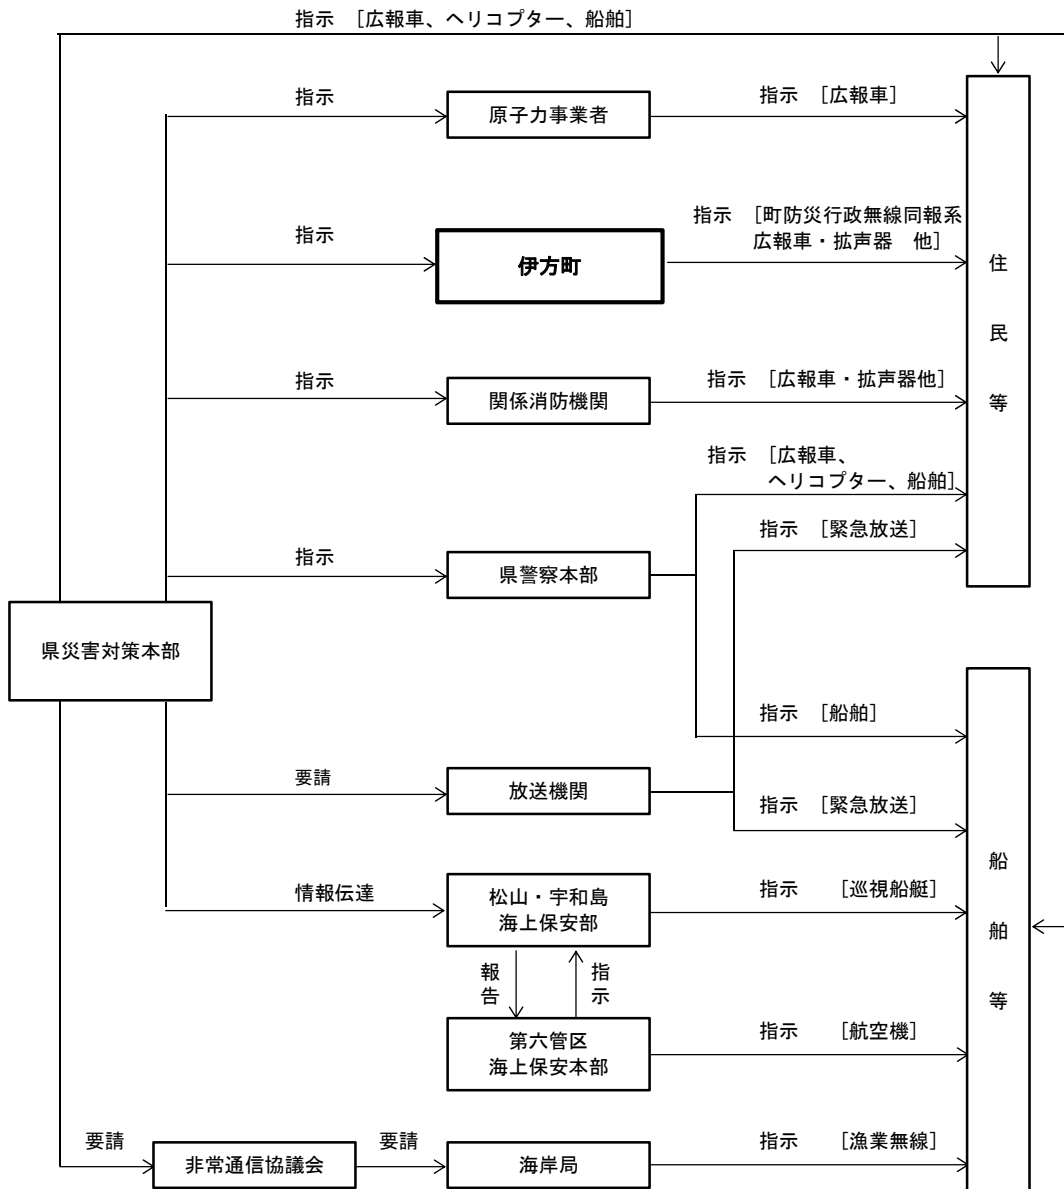 指示 [広報車、ヘリコプター、船舶]
指示
原子力事業者
指示 [広報車]
指示
伊方町
指示 [町防災行政無線同報系
広報車・拡声器 他]
指示
関係消防機関
指示 [広報車・拡声器他]
住民等
指示 [広報車、
ヘリコプター、船舶]
指示 [緊急放送]
指示
県警察本部
県災害対策本部
指示 [船舶]
要請
放送機関
指示 [緊急放送]
情報伝達
松山・宇和島
海上保安部
指示 [巡視船艇]
船舶等
報告
指示
第六管区
海上保安本部
指示 [航空機]
要請
非常通信協議会
要請
海岸局
指示 [漁業無線]